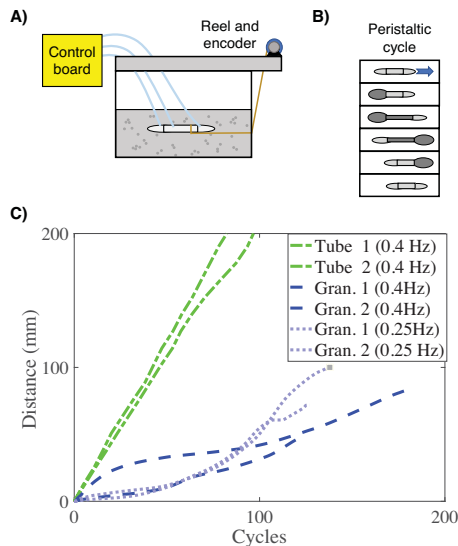 A)
Control
board
Reel and
encoder
B)
Peristaltic
cycle
C)
Distance (mm)
200
100
0
0
100
200
Cycles
Tube 1 (0.4 Hz)
Tube 2 (0.4 Hz)
Gran. 1 (0.4Hz)
Gran. 2 (0.4Hz)
Gran. 1 (0.25Hz)
Gran. 2 (0.25 Hz)